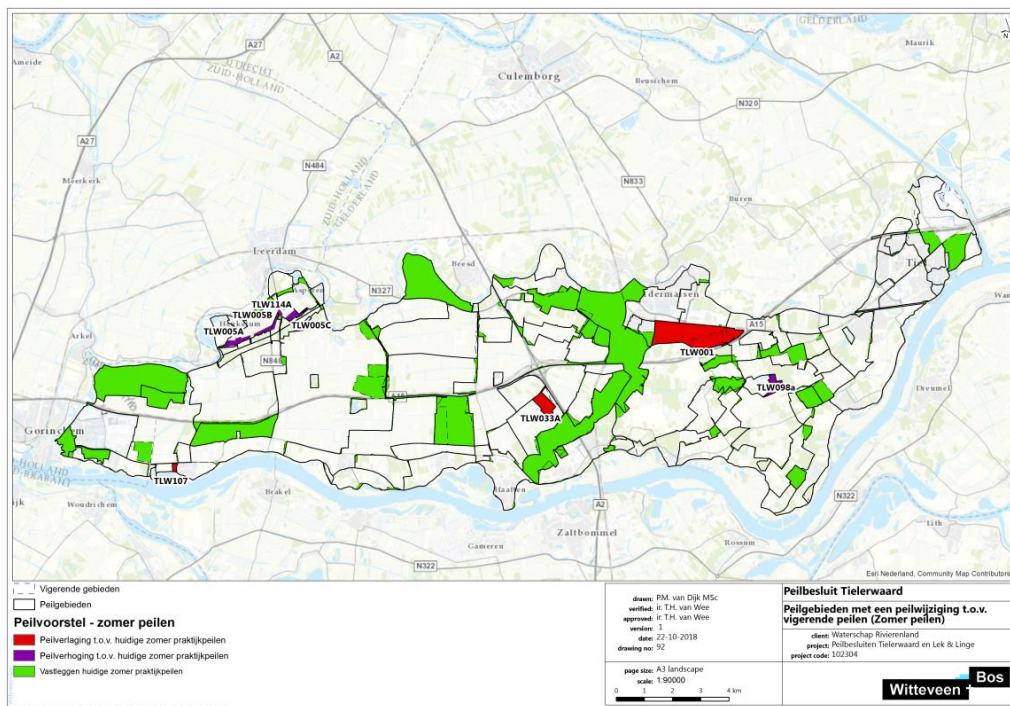 A27
A2
GELDERLAND
Ameide
UTRECHT
ZUID-HOLLAND
Maurik
Culemborg
Beusichem
N320
A27
N484
Meerkerk
ZUID-HOLLAND
GELDERLAND
N833
Buren
Leerdam
Beesd
Tiel
Asperen
N327
TLW114A
TLW005B
TLW005A
TLW005C
Arkel
A15
TLW001
N848
Dreumel
TLW098a
TLW033A
Gorinchem
TLW107
Woudrichem
Brakel
Haaften
N322
A2
Lith
Zaltbommel
Gameren
Rossum
N322
Esri Nederland, Community Map Contributors
Vigerende gebieden
Peilgebieden
Peilvoorstel - zomer peilen
Peilverlaging t.o.v. huidige zomer praktijkpeilen
Peilverhoging t.o.v. huidige zomer praktijkpeilen
Vastleggen huidige zomer praktijkpeilen
drawn: P.M. van Dijk MSc
verified: ir. T.H. van Wee
approved: ir. T.H. van Wee
version: 1
date: 22-10-2018
drawing no: 92
page size: A3 landscape
scale: 1:90000
0 1 2 3 4 km
Peilbesluit Tielerwaard
Peilgebieden met een peilwijziging t.o.v.
vigerende peilen (Zomer peilen)
client: Waterschap Rivierenland
project: Peilbesluiten Tielerwaard en Lek & Linge
project code: 102304
Witteveen + Bos